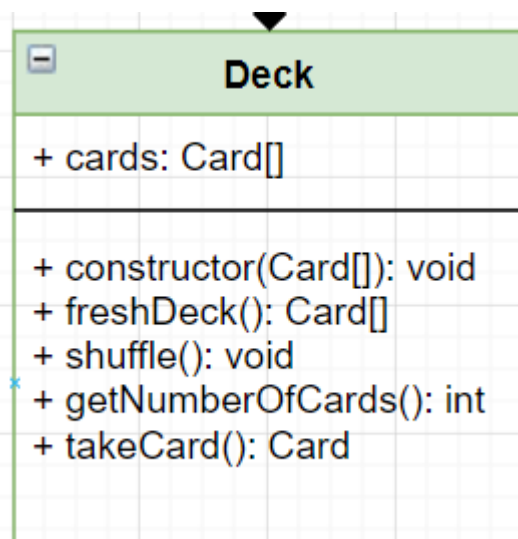 Deck
+ cards: Card[]
+ constructor(Card[]): void
+ freshDeck(): Card[]
+ shuffle(): void
+ getNumberOfCards(): int
+ takeCard(): Card